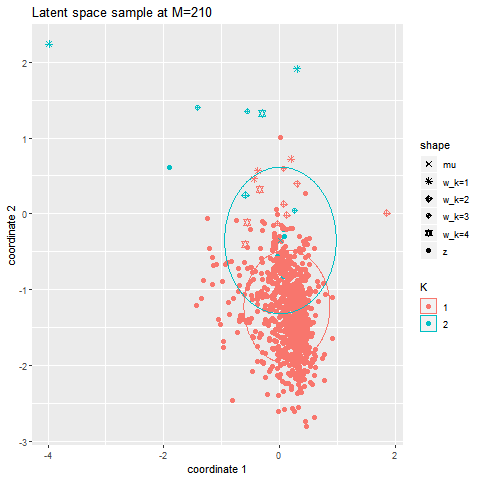 Latent space sample at M=210
2
1
0
-1
-2
-3
coordinate 2
-4
-2
0
2
coordinate 1
shape
mu
w_k=1
w_k=2
w_k=3
w_k=4
z
K
1
2